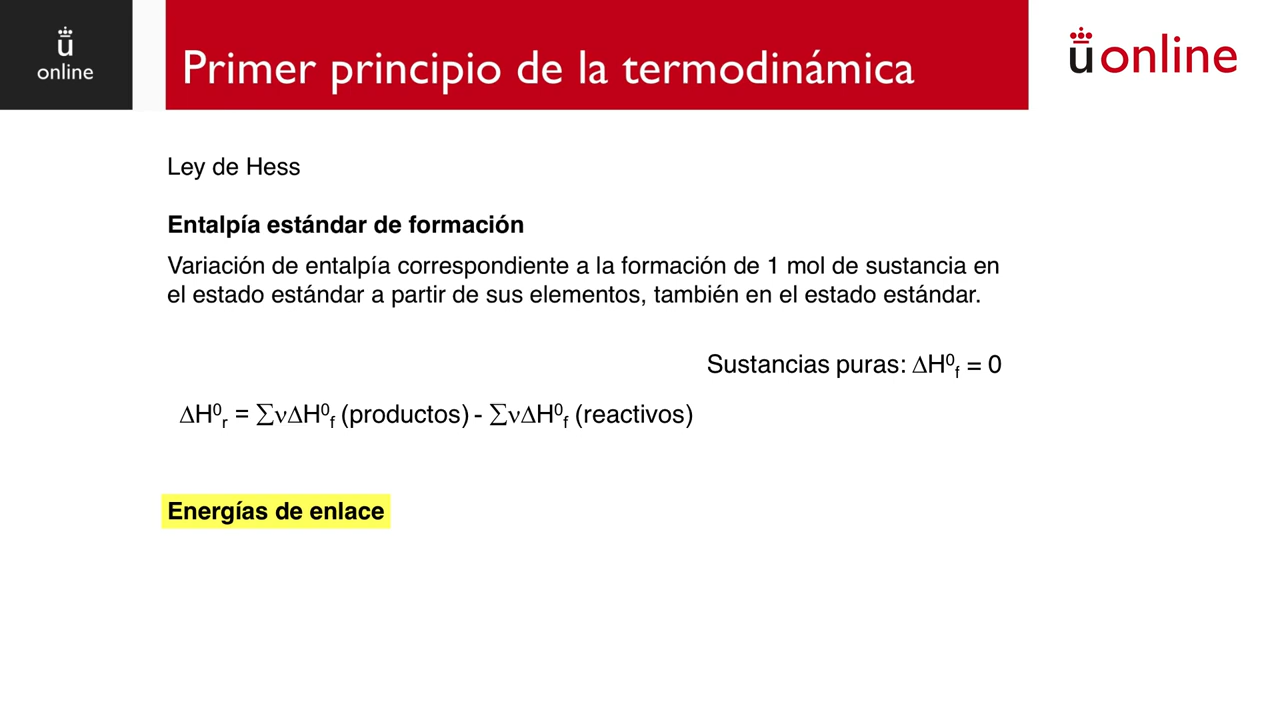 ü
online
Primer principio de la termodinámica
ü online
Ley de Hess
Entalpía estándar de formación
Variación de entalpía correspondiente a la formación de 1 mol de sustancia en
el estado estándar a partir de sus elementos, también en el estado estándar.
Sustancias puras: ΔH⁰f = 0
ΔH⁰r = ∑νΔH⁰f (productos) - ∑νΔH⁰f (reactivos)
Energías de enlace